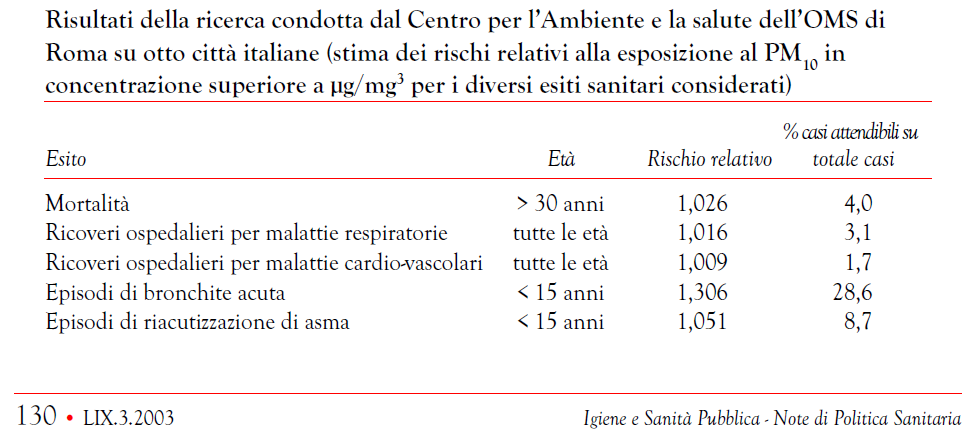 Risultati della ricerca condotta dal Centro per l’Ambiente e la salute dell’OMS di
Roma su otto città italiane (stima dei rischi relativi alla esposizione al PM10 in
concentrazione superiore a µg/mg³ per i diversi esiti sanitari considerati)
% casi attendibili su
Esito Età Rischio relativo totale casi
Mortalità > 30 anni 1,026 4,0
Ricoveri ospedalieri per malattie respiratorie tutte le età 1,016 3,1
Ricoveri ospedalieri per malattie cardio-vascolari tutte le età 1,009 1,7
Episodi di bronchite acuta < 15 anni 1,306 28,6
Episodi di riacutizzazione di asma < 15 anni 1,051 8,7
130 • LIX.3.2003 Igiene e Sanità Pubblica - Note di Politica Sanitaria